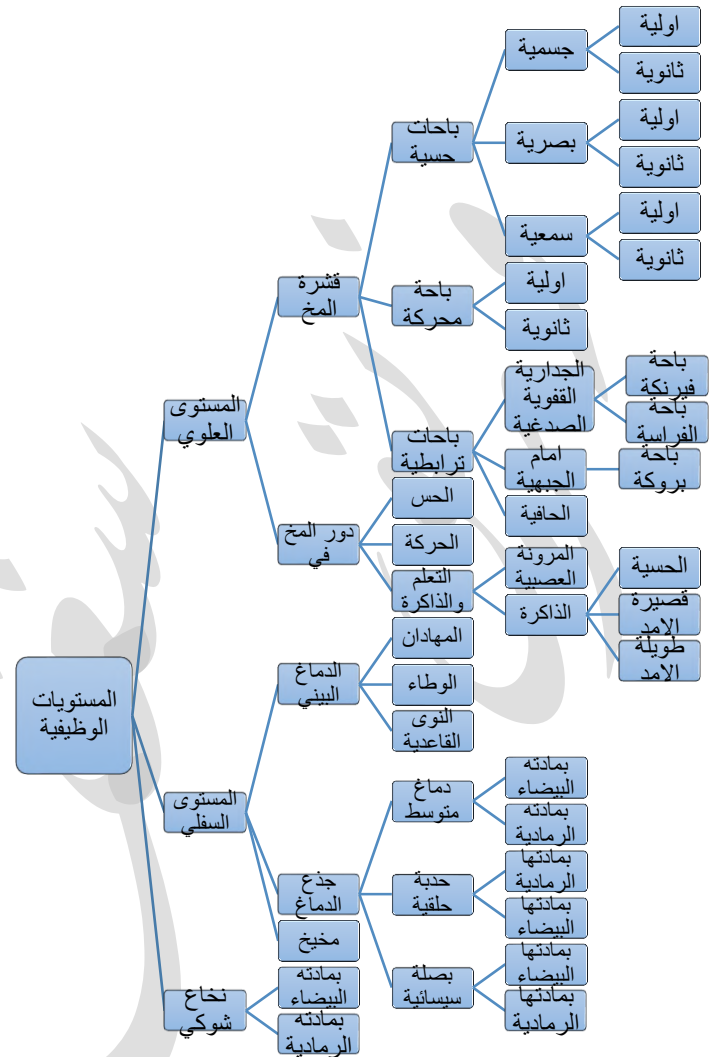 المستويات
الوظيفية
المستوى
العلوي
قشرة
المخ
باحات
حسية
جسمية
اولية
ثانوية
بصرية
اولية
ثانوية
سمعية
اولية
ثانوية
باحة
محركة
اولية
ثانوية
باحات
ترابطية
الجدارية
القفوية
الصدغية
باحة
فيرنكة
باحة
الفراسة
امام
الجبهية
باحة
بروكة
الحافية
دور المخ
في
الحس
الحركة
التعلم
والذاكرة
المرونة
العصبية
الذاكرة
الحسية
قصيرة
الامد
طويلة
الامد
المستوى
السفلي
الدماغ
البيني
المهادان
الوطاء
النوى
القاعدية
جذع
الدماغ
دماغ
متوسط
بمادته
البيضاء
بمادته
الرمادية
حدبة
حلقية
بمادتها
الرمادية
بمادتها
البيضاء
بصلة
سيسائية
بمادتها
البيضاء
بمادتها
الرمادية
مخيخ
نخاع
شوكي
بمادته
البيضاء
بمادته
الرمادية